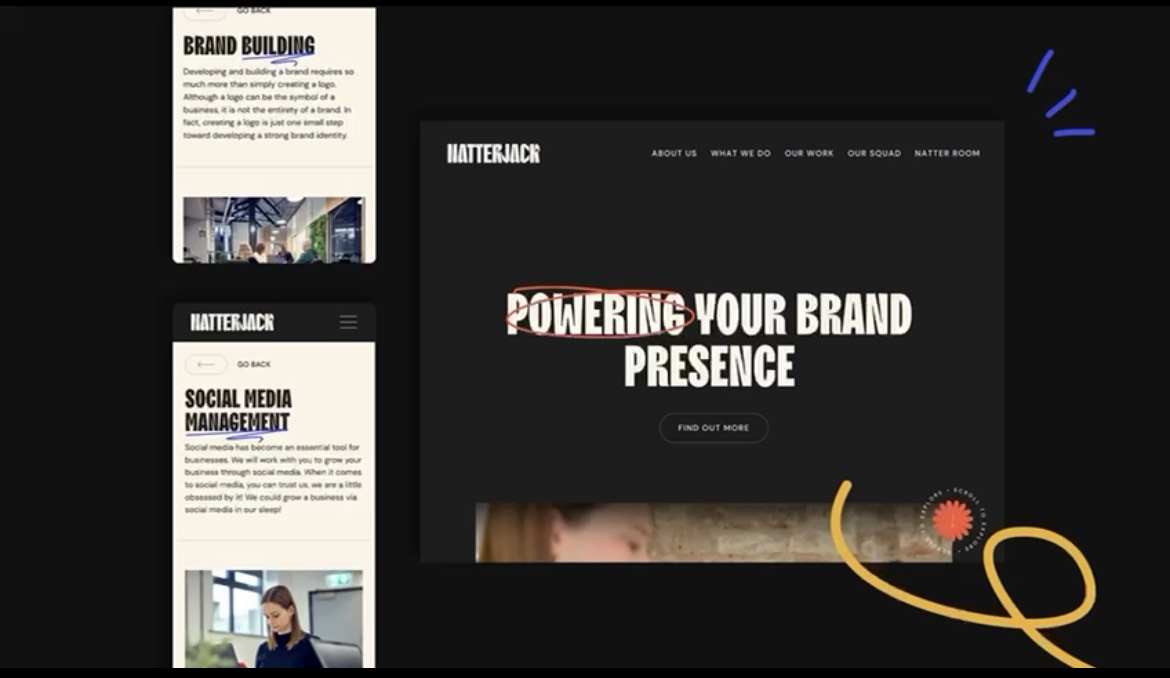 GO BACK
BRAND BUILDING
Developing and building a brand requires so
much more than simply creating a logo.
Although a logo can be the symbol of a
business, it is not the entirety of a brand. In
fact, creating a logo is just one small step
toward developing a strong brand identity.
NATTERJACK
GO BACK
SOCIAL MEDIA
MANAGEMENT
Social media has become an essential tool for
businesses. We will work with you to grow your
business through social media. When it comes
to social media, you can trust us, we are a little
obsessed by it! We could grow a business via
social media in our sleep!
NATTERJACK
ABOUT US WHAT WE DO OUR WORK OUR SQUAD NATTER ROOM
POWERING YOUR BRAND
PRESENCE
FIND OUT MORE
SCROLL TO EXPLORE